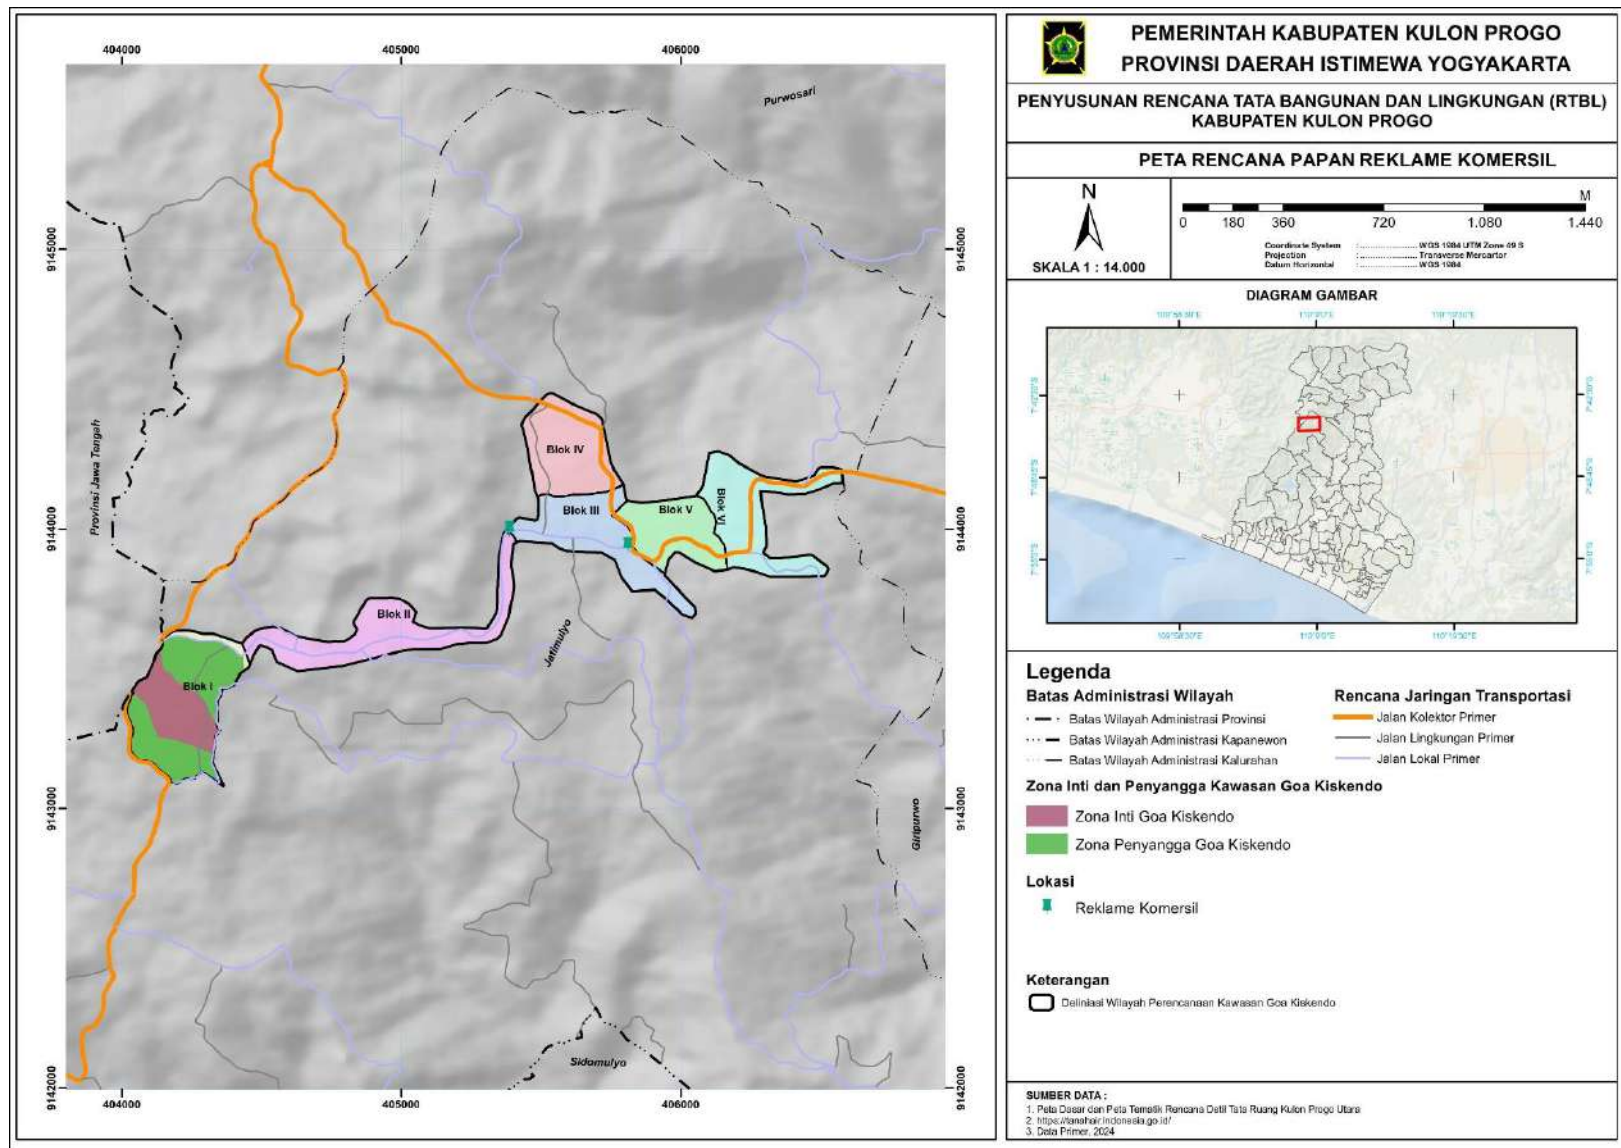 404000
405000
406000
9145000
9144000
9143000
9142000
9145000
9144000
9143000
9142000
404000
405000
406000
Purwosari
Provinsi Jawa Tengah
Blok IV
Blok III
Blok V
Blok VI
Blok II
Blok I
Jatimulyo
Giripurwo
Sidomulyo
PEMERINTAH KABUPATEN KULON PROGO
PROVINSI DAERAH ISTIMEWA YOGYAKARTA
PENYUSUNAN RENCANA TATA BANGUNAN DAN LINGKUNGAN (RTBL)
KABUPATEN KULON PROGO
PETA RENCANA PAPAN REKLAME KOMERSIL
N
SKALA 1 : 14.000
M
0 180 360 720 1.080 1.440
Coordinate System : WGS 1984 UTM Zone 49 S
Projection : Transverse Mercartor
Datum Horizontal : WGS 1984
DIAGRAM GAMBAR
Legenda
Batas Administrasi Wilayah
Batas Wilayah Administrasi Provinsi
Batas Wilayah Administrasi Kapanewon
Batas Wilayah Administrasi Kalurahan
Rencana Jaringan Transportasi
Jalan Kolektor Primer
Jalan Lingkungan Primer
Jalan Lokal Primer
Zona Inti dan Penyangga Kawasan Goa Kiskendo
Zona Inti Goa Kiskendo
Zona Penyangga Goa Kiskendo
Lokasi
Reklame Komersil
Keterangan
Deliniasi Wilayah Perencanaan Kawasan Goa Kiskendo
SUMBER DATA :
1. Peta Dasar dan Peta Tematik Rencana Detil Tata Ruang Kulon Progo Utara
2. https://tanahair.indonesia.go.id/
3. Data Primer, 2024